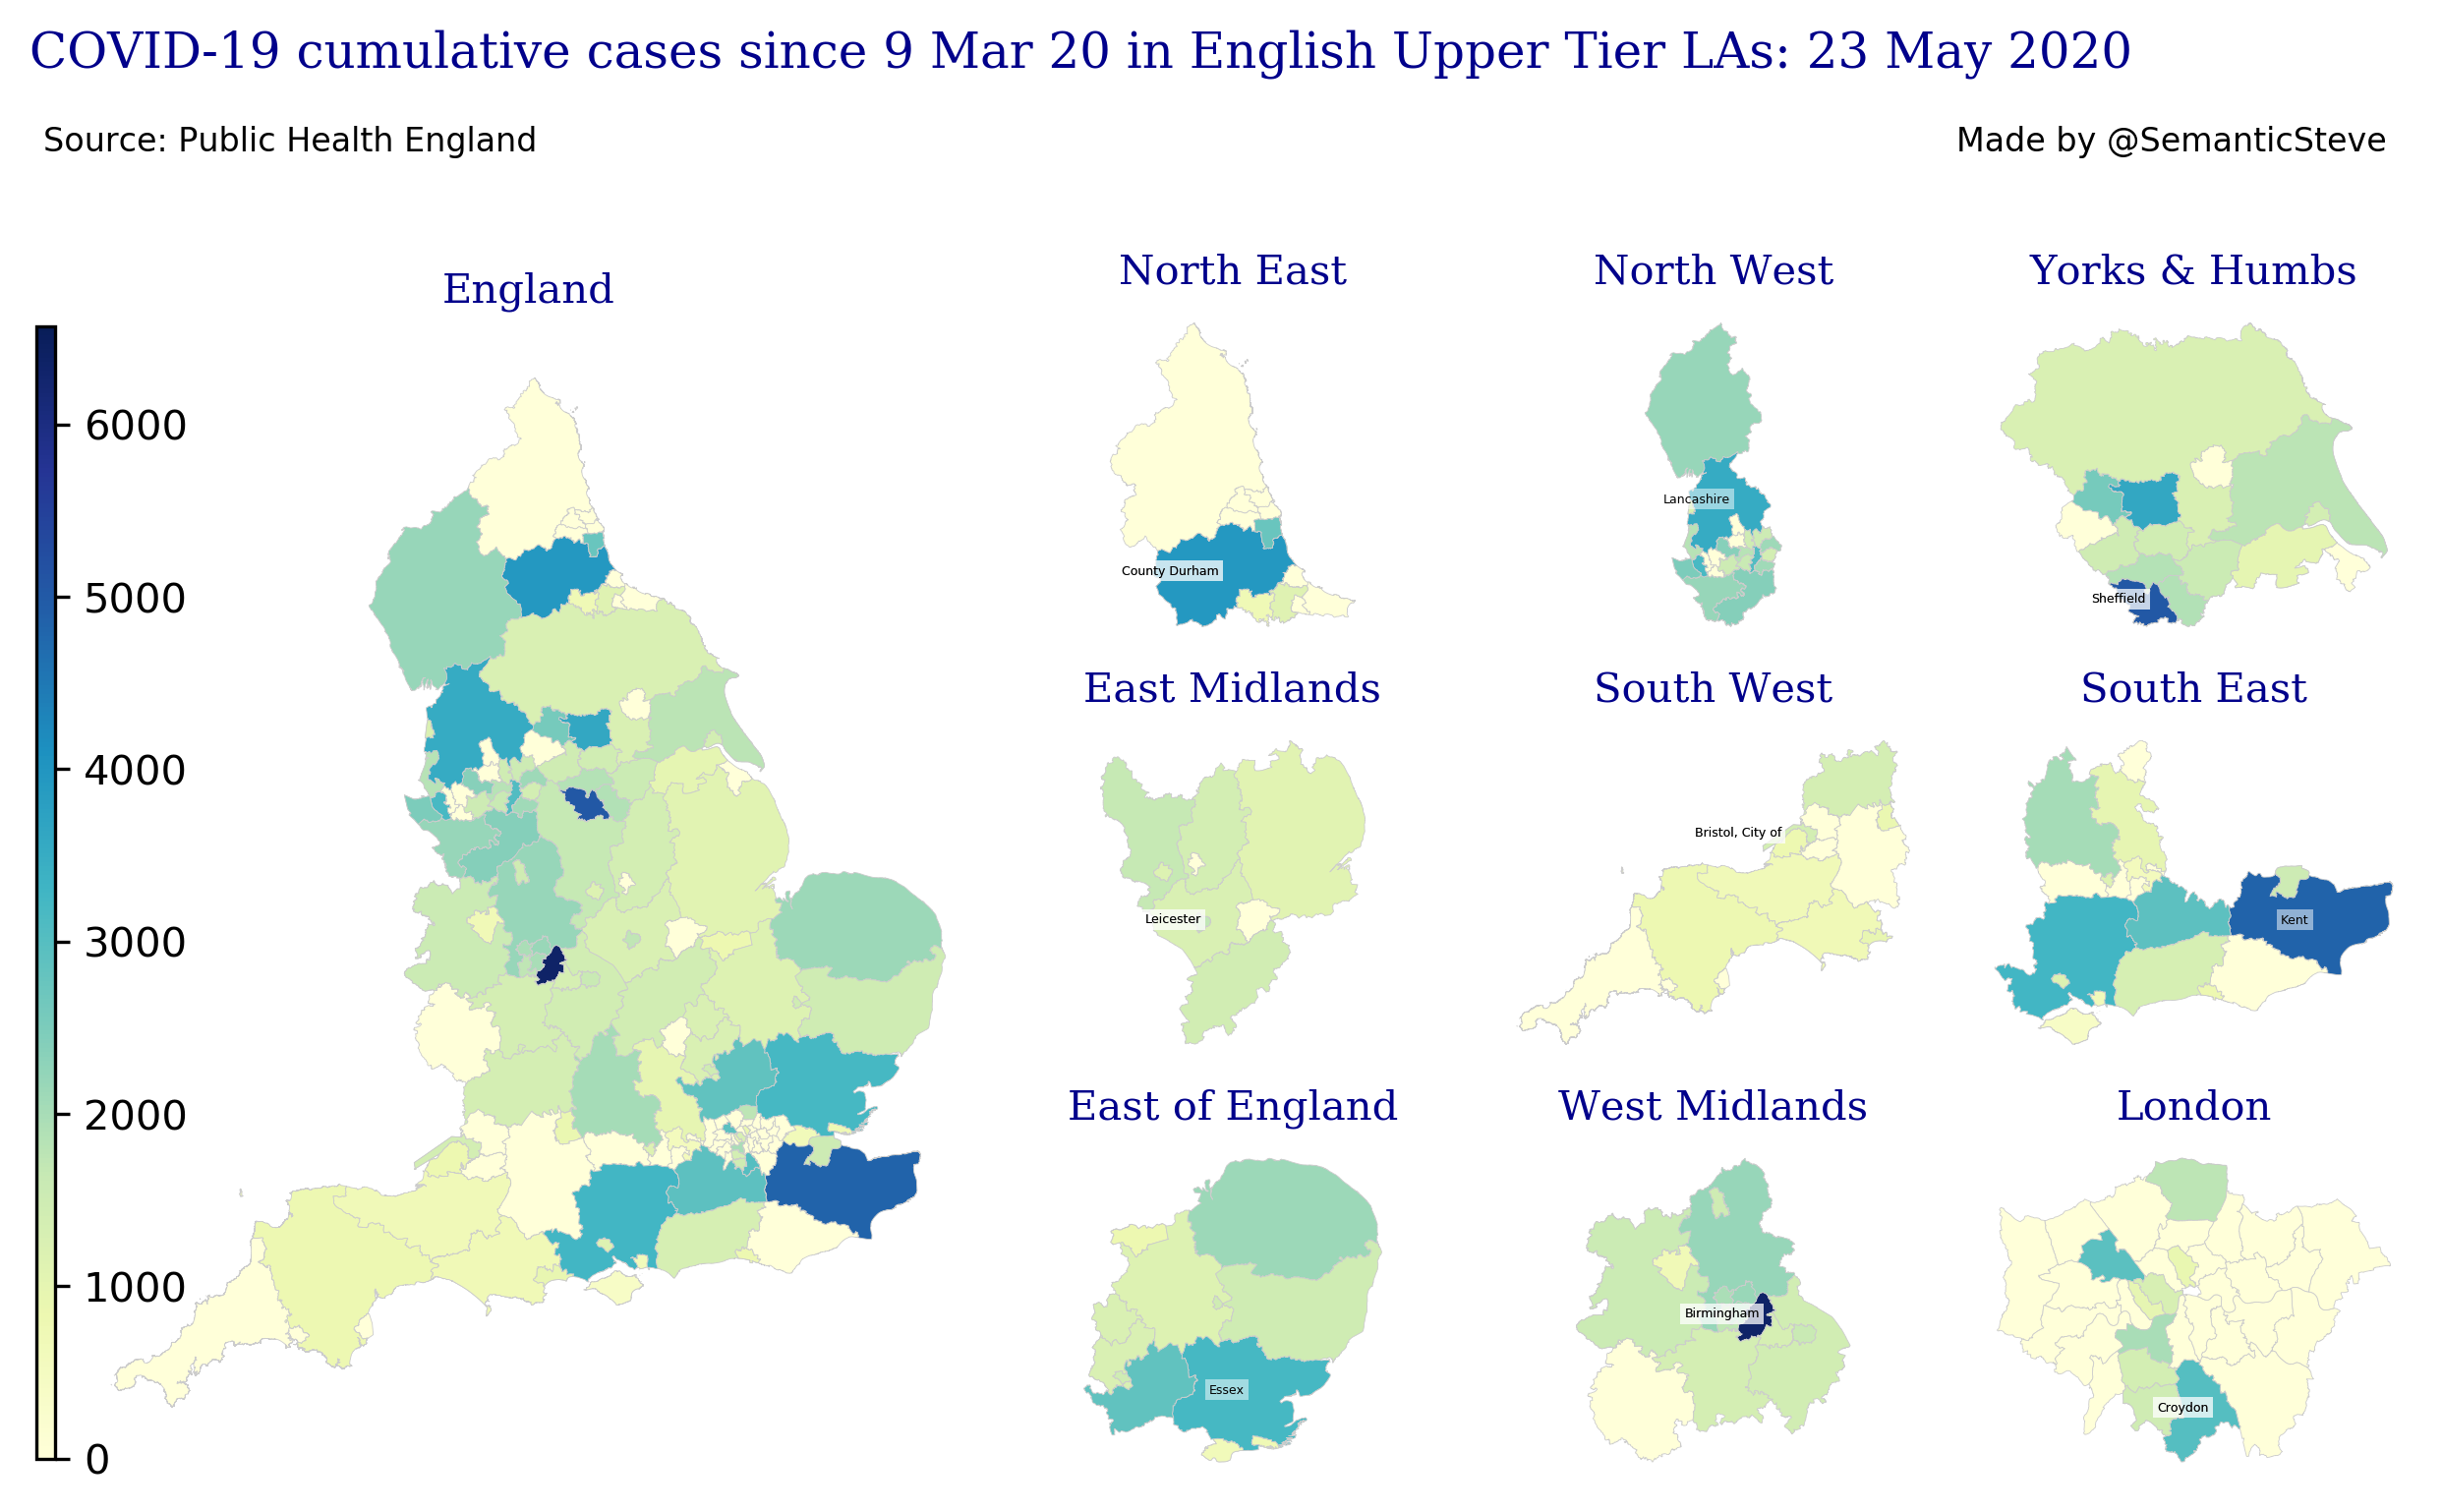 COVID-19 cumulative cases since 9 Mar 20 in English Upper Tier LAs: 23 May 2020
Source: Public Health England
Made by @SemanticSteve
England
6000
5000
4000
3000
2000
1000
0
North East
County Durham
North West
Lancashire
Yorks & Humbs
Sheffield
East Midlands
Leicester
South West
Bristol, City of
South East
Kent
East of England
Essex
West Midlands
Birmingham
London
Croydon